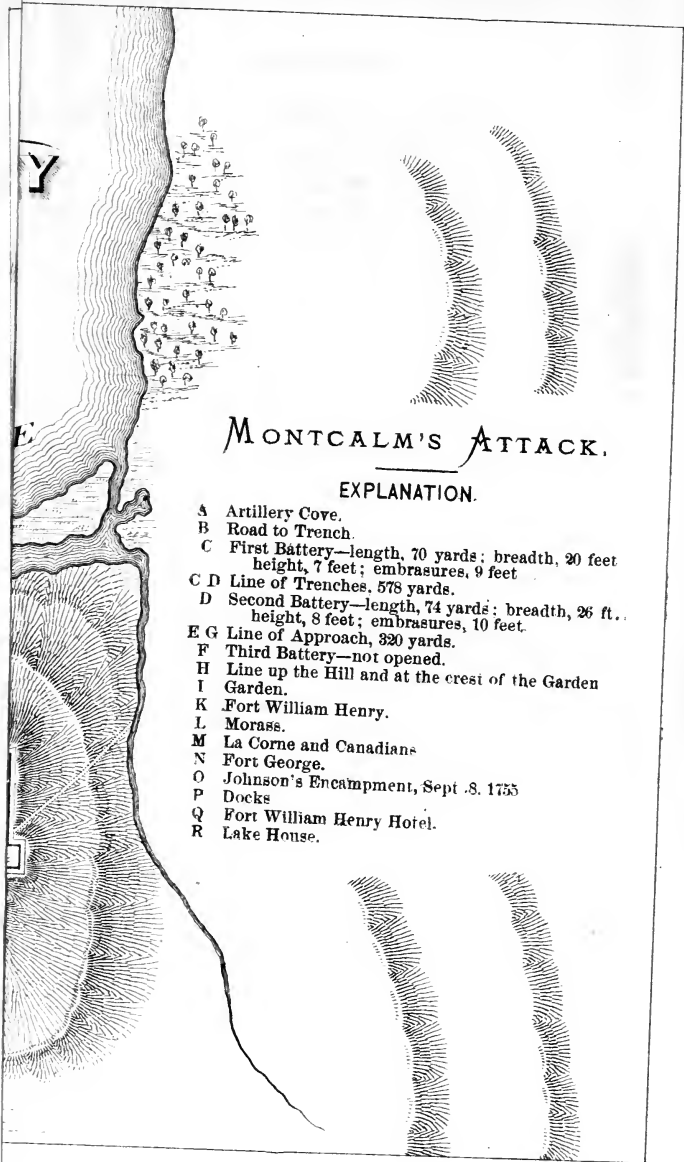 Y
E
MONTCALM'S ATTACK.
EXPLANATION.
A Artillery Cove.
B Road to Trench.
C First Battery—length, 70 yards; breadth, 20 feet
height, 7 feet; embrasures, 9 feet
C D Line of Trenches. 578 yards.
D Second Battery—length, 74 yards; breadth, 26 ft.
height, 8 feet; embrasures, 10 feet.
E G Line of Approach, 320 yards.
F Third Battery—not opened.
H Line up the Hill and at the crest of the Garden
I Garden.
K Fort William Henry.
L Morass.
M La Corne and Canadians
N Fort George.
O Johnson's Encampment, Sept .8. 1755
P Docks
Q Fort William Henry Hotel.
R Lake House.